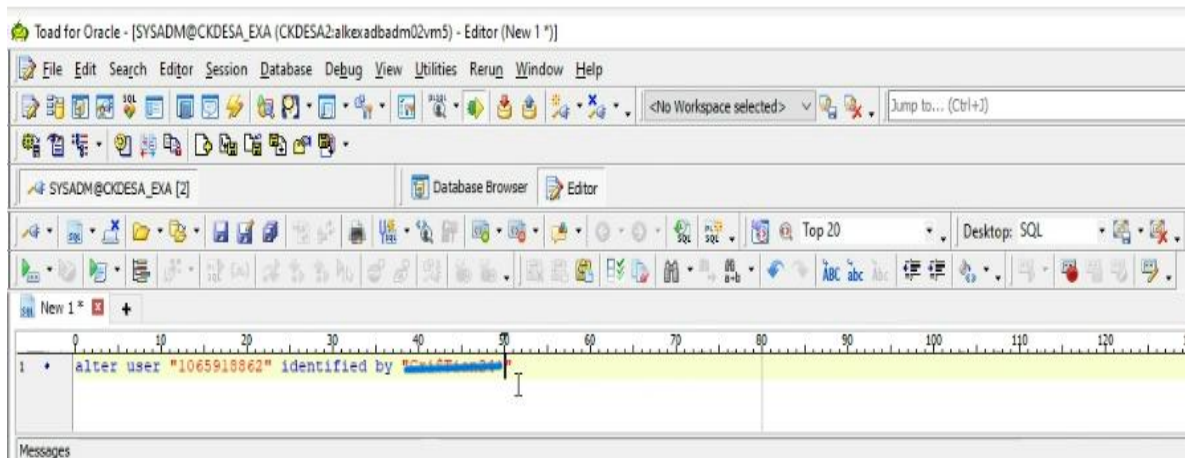 Toad for Oracle - [SYSADM@CKDESA_EXA (CKDESA2:alkexadbadm02vm5) - Editor (New 1 *)]
File Edit Search Editor Session Database Debug View Utilities Rerun Window Help
<No Workspace selected> Jump to... (Ctrl+J)
SYSADM@CKDESA_EXA [2] Database Browser Editor
Top 20 Desktop: SQL
New 1 *
0 10 20 30 40 50 60 70 80 90 100 110 120
1 alter user "1065918862" identified by
Messages